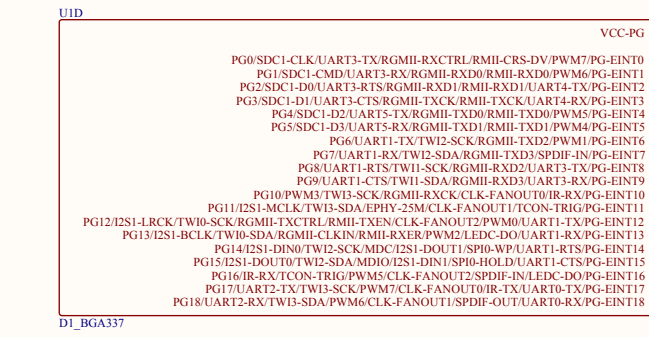 U1D
VCC-PG
PG0/SDC1-CLK/UART3-TX/RGMII-RXCTRL/RMII-CRS-DV/PWM7/PG-EINT0
PG1/SDC1-CMD/UART3-RX/RGMII-RXD0/RMII-RXD0/PWM6/PG-EINT1
PG2/SDC1-D0/UART3-RTS/RGMII-RXD1/RMII-RXD1/UART4-TX/PG-EINT2
PG3/SDC1-D1/UART3-CTS/RGMII-TXCK/RMII-TXCK/UART4-RX/PG-EINT3
PG4/SDC1-D2/UART5-TX/RGMII-TXD0/RMII-TXD0/PWM5/PG-EINT4
PG5/SDC1-D3/UART5-RX/RGMII-TXD1/RMII-TXD1/PWM4/PG-EINT5
PG6/UART1-TX/TWI2-SCK/RGMII-TXD2/PWM1/PG-EINT6
PG7/UART1-RX/TWI2-SDA/RGMII-TXD3/SPDIF-IN/PG-EINT7
PG8/UART1-RTS/TWI1-SCK/RGMII-RXD2/UART3-TX/PG-EINT8
PG9/UART1-CTS/TWI1-SDA/RGMII-RXD3/UART3-RX/PG-EINT9
PG10/PWM3/TWI3-SCK/RGMII-RXCK/CLK-FANOUT0/IR-RX/PG-EINT10
PG11/I2S1-MCLK/TWI3-SDA/EPHY-25M/CLK-FANOUT1/TCON-TRIG/PG-EINT11
PG12/I2S1-LRCK/TWI0-SCK/RGMII-TXCTRL/RMII-TXEN/CLK-FANOUT2/PWM0/UART1-TX/PG-EINT12
PG13/I2S1-BCLK/TWI0-SDA/RGMII-CLKIN/RMII-RXER/PWM2/LEDC-DO/UART1-RX/PG-EINT13
PG14/I2S1-DIN0/TWI2-SCK/MDC/I2S1-DOUT1/SPI0-WP/UART1-RTS/PG-EINT14
PG15/I2S1-DOUT0/TWI2-SDA/MDIO/I2S1-DIN1/SPI0-HOLD/UART1-CTS/PG-EINT15
PG16/IR-RX/TCON-TRIG/PWM5/CLK-FANOUT2/SPDIF-IN/LEDC-DO/PG-EINT16
PG17/UART2-TX/TWI3-SCK/PWM7/CLK-FANOUT0/IR-TX/UART0-TX/PG-EINT17
PG18/UART2-RX/TWI3-SDA/PWM6/CLK-FANOUT1/SPDIF-OUT/UART0-RX/PG-EINT18
D1_BGA337